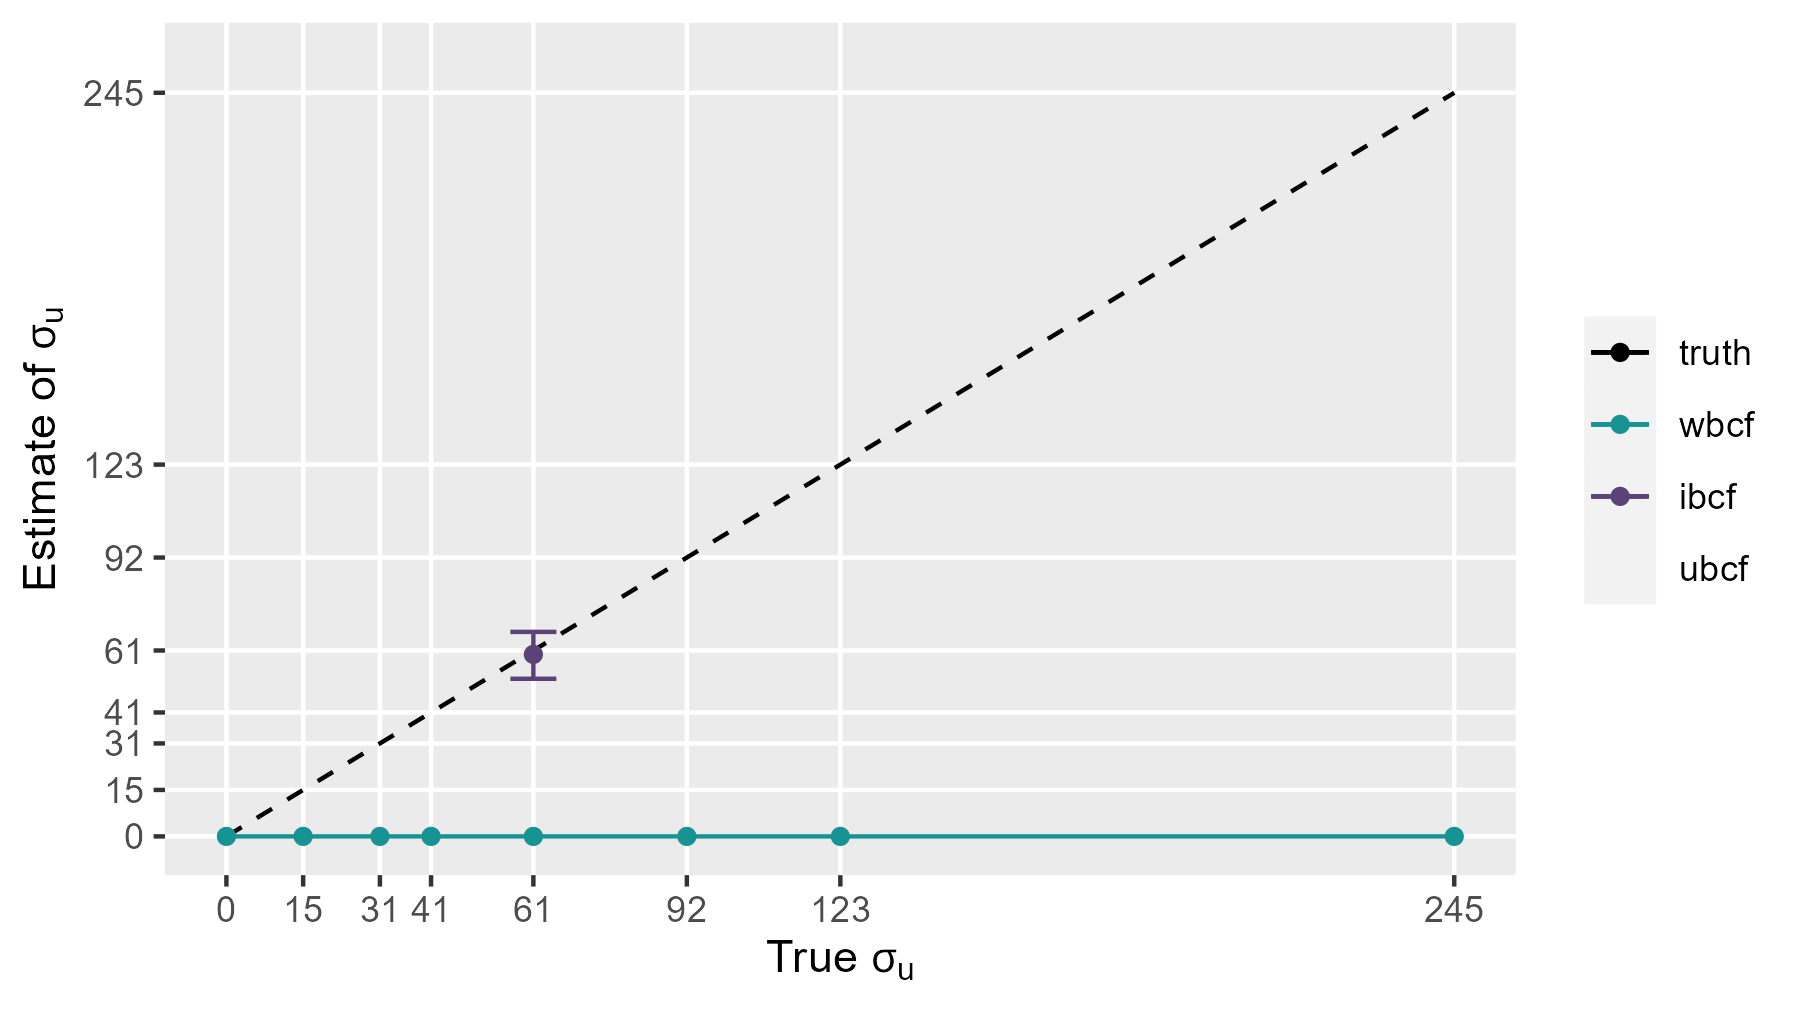 Estimate of σu
245
123
92
61
41
31
15
0
0 15 31 41 61 92 123 245
True σu
truth
wbcf
ibcf
ubcf